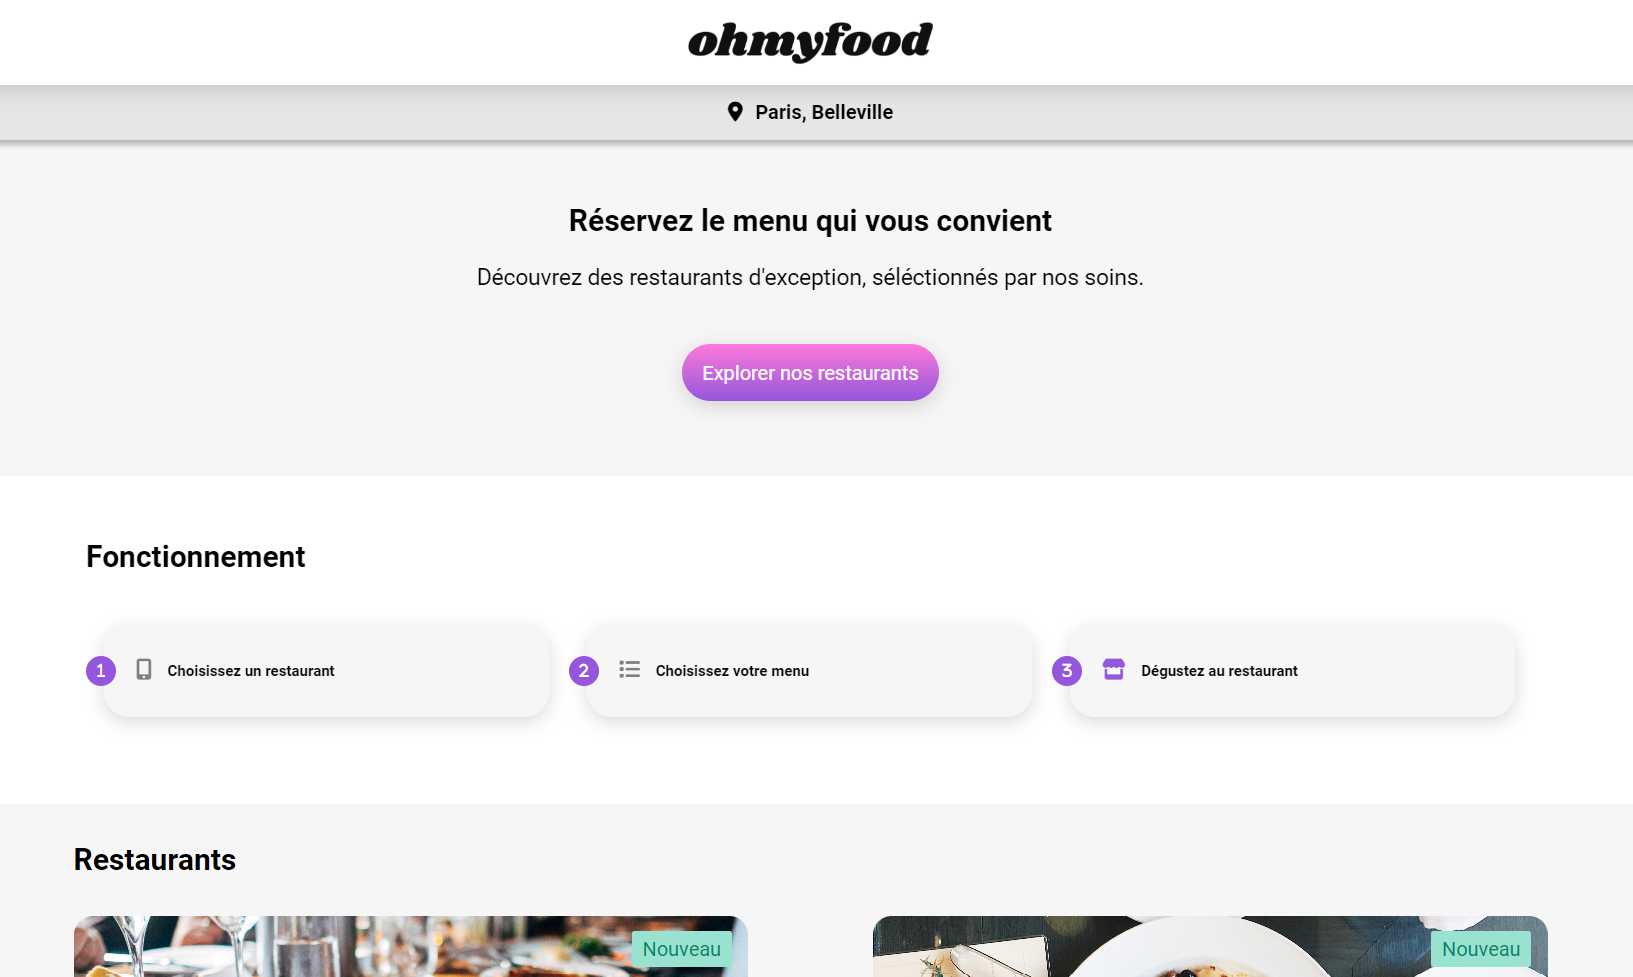 ohmyfood
Paris, Belleville
Réservez le menu qui vous convient
Découvrez des restaurants d'exception, séléctionnés par nos soins.
Explorer nos restaurants
Fonctionnement
1 Choisissez un restaurant
2 Choisissez votre menu
3 Dégustez au restaurant
Restaurants
Nouveau
Nouveau